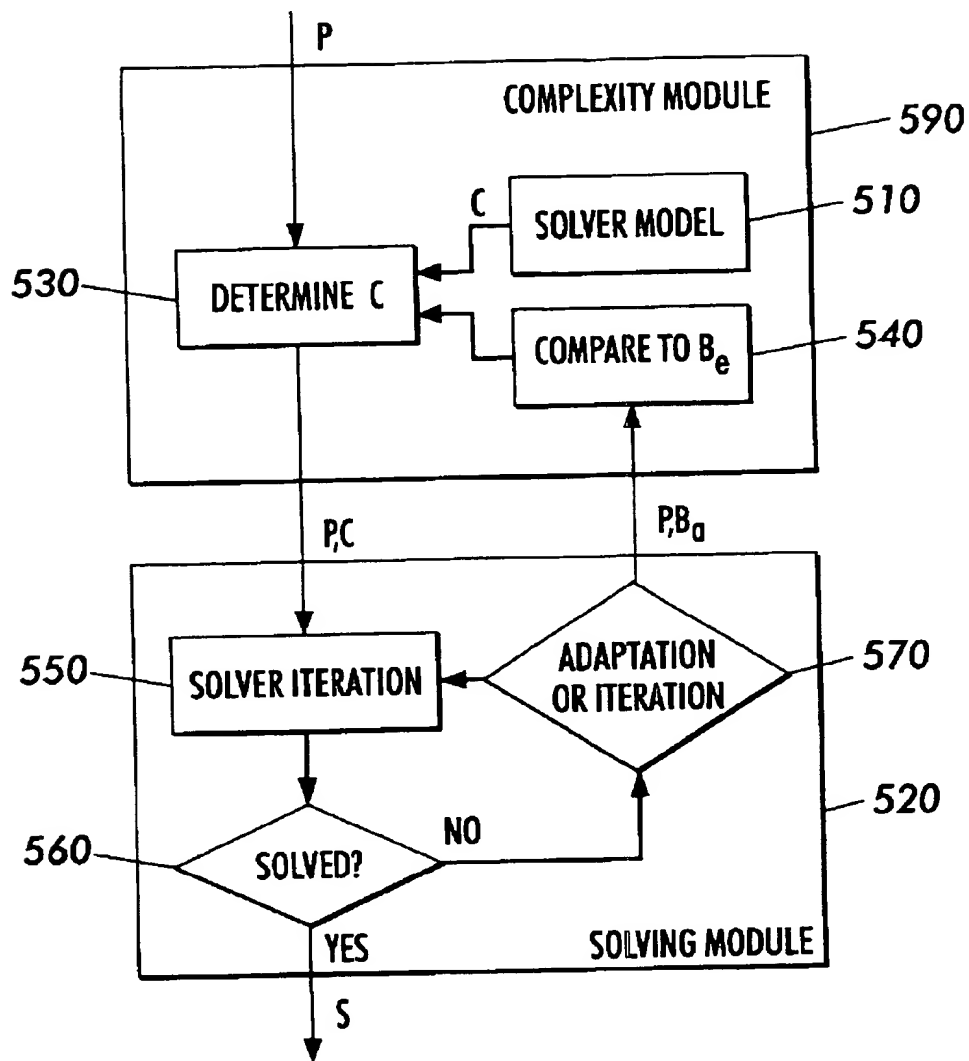 P
COMPLEXITY MODULE
590
C
SOLVER MODEL
510
530
DETERMINE C
COMPARE TO Be
540
P,C
P,Ba
550
SOLVER ITERATION
ADAPTATION
OR ITERATION
570
560
SOLVED?
NO
520
YES
SOLVING MODULE
S